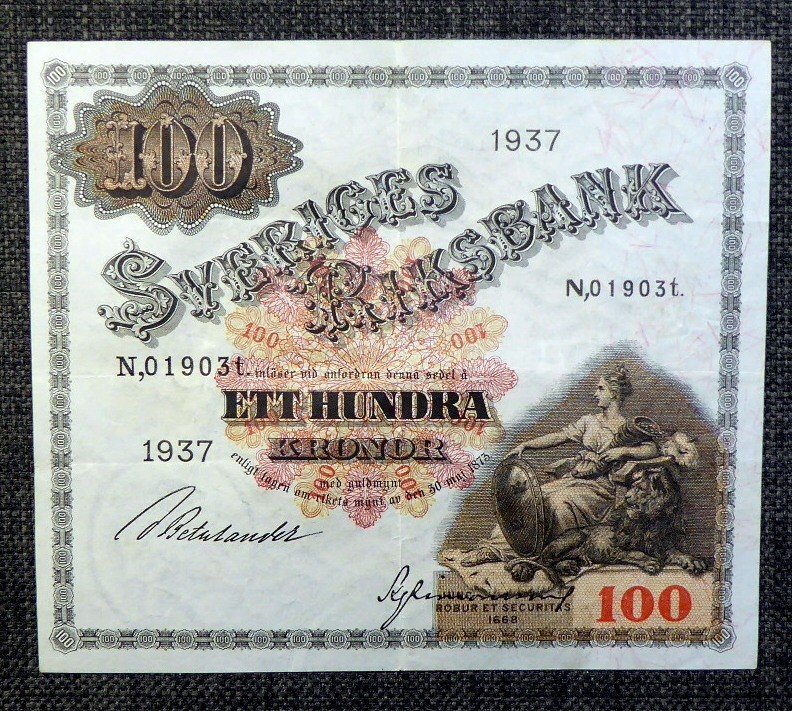 100
1937
SVERIGES
RIKSBANK
N,01903t.
100 100
N,01903t. inlöser vid anfordran denna sedel å
ETT HUNDRA
KRONOR
1937
med guldmynt
enligt lagen om rikets mynt av den 30 maj 1873.
ROBUR ET SECURITAS
1668
100